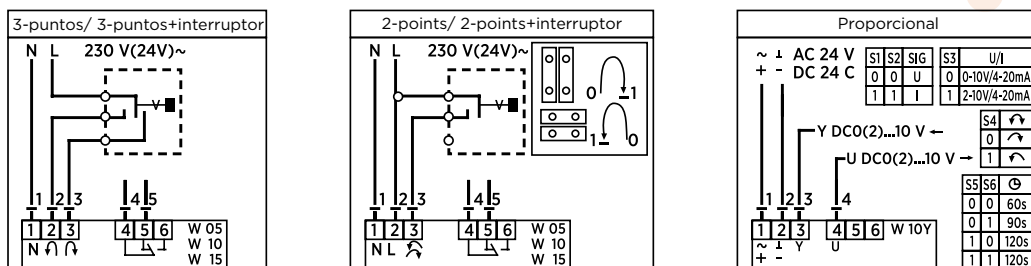 3-puntos/ 3-puntos+interruptor
N L 230 V(24V)~
V
1 2 3 4 5
1 2 3 4 5 6
N
W 05
W 10
W 15
2-points/ 2-points+interruptor
N L 230 V(24V)~
V
0 1
1 0
1 2 3 4 5
1 2 3 4 5 6
N L
W 05
W 10
W 15
Proporcional
~ ⊥ AC 24 V
+ - DC 24 C
S1 S2 SIG
0 0 U
1 1 I
S3 U/I
0 0-10V/4-20mA
1 2-10V/4-20mA
Y DC0(2)...10 V ←
U DC0(2)...10 V →
S4
0
1
S5 S6
0 0 60s
0 1 90s
1 0 120s
1 1 120s
1 2 3 4
1 2 3 4 5 6 W 10Y
~ ⊥ Y U
+ -